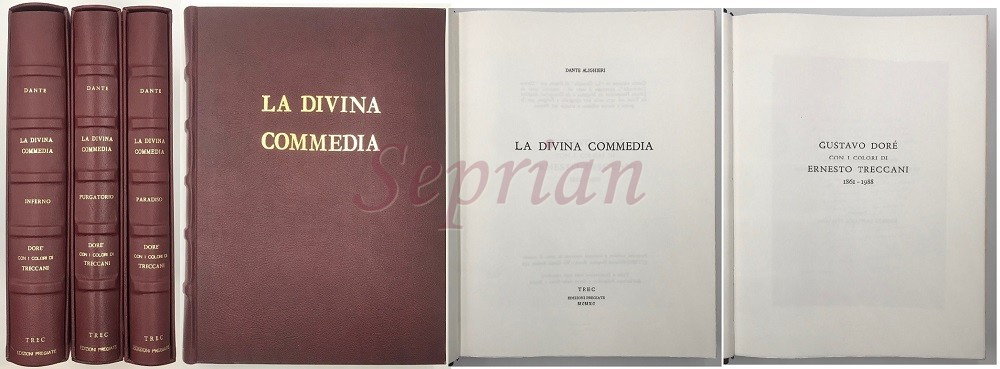 DANTE
LA DIVINA
COMMEDIA
INFERNO
DORE'
CON I COLORI DI
TRECCANI
TREC
EDIZIONI PREGIATE
DANTE
LA DIVINA
COMMEDIA
PURGATORIO
DORE'
CON I COLORI DI
TRECCANI
TREC
EDIZIONI PREGIATE
DANTE
LA DIVINA
COMMEDIA
PARADISO
DORE'
CON I COLORI DI
TRECCANI
TREC
EDIZIONI PREGIATE
LA DIVINA
COMMEDIA
Seprian
DANTE ALIGHIERI
LA DIVINA COMMEDIA
TREC
EDIZIONI PREGIATE
GUSTAVO DORÉ
CON I COLORI DI
ERNESTO TRECCANI
1861-1988